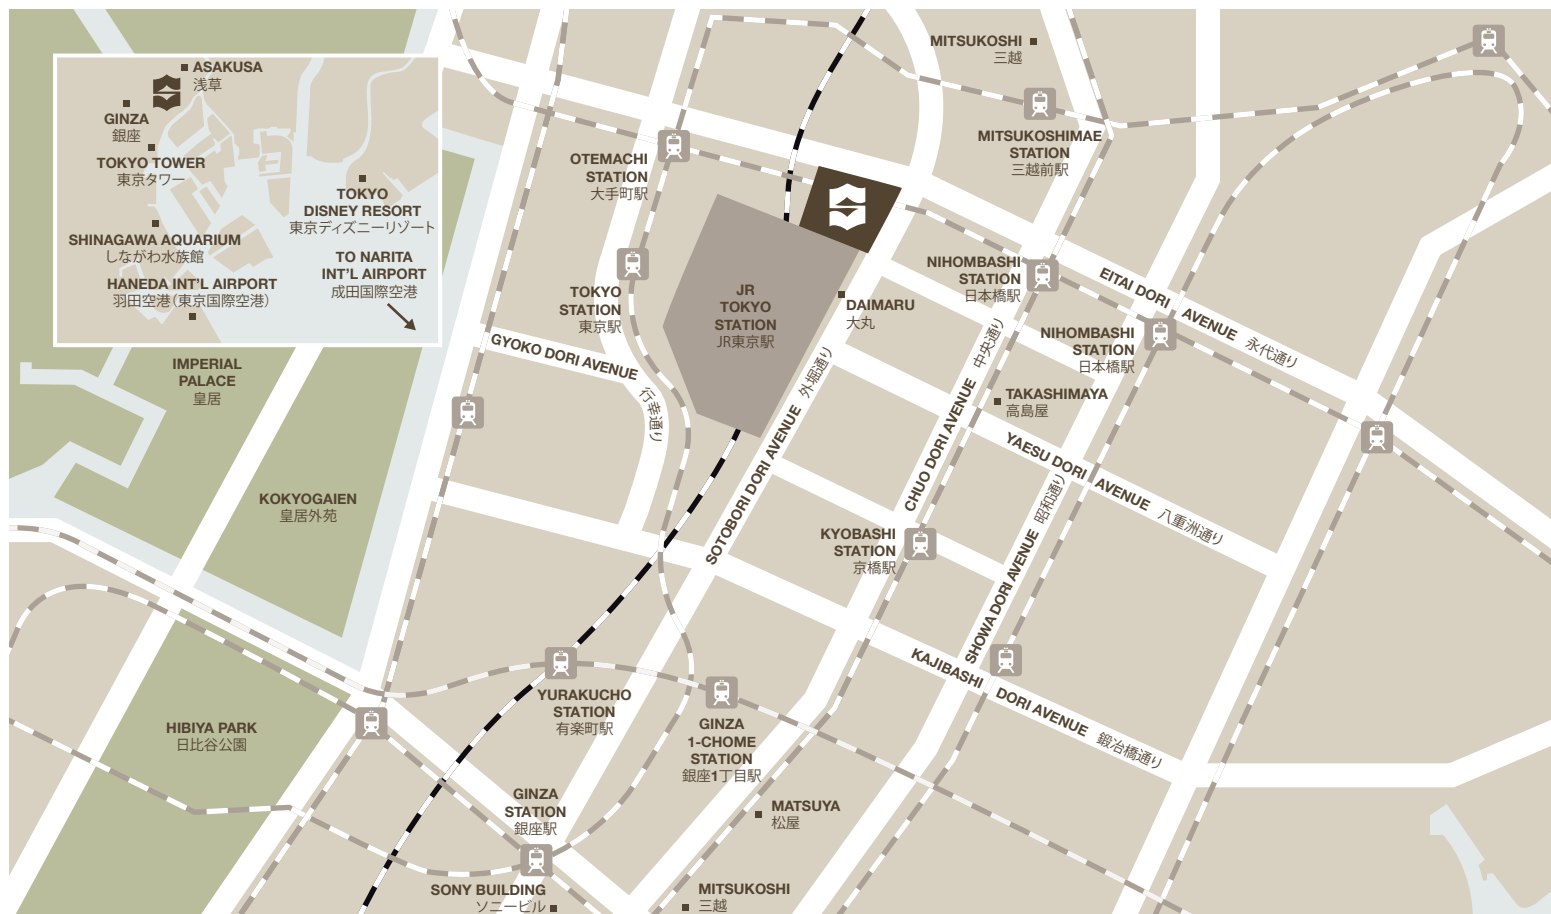 ASAKUSA
浅草
GINZA
銀座
TOKYO TOWER
東京タワー
TOKYO
DISNEY RESORT
東京ディズニーリゾート
SHINAGAWA AQUARIUM
しながわ水族館
TO NARITA
INT'L AIRPORT
成田国際空港
HANEDA INT'L AIRPORT
羽田空港(東京国際空港)
MITSUKOSHI
三越
MITSUKOSHIMAE
STATION
三越前駅
OTEMACHI
STATION
大手町駅
NIHOMBASHI
STATION
日本橋駅
EITAI DORI AVENUE 永代通り
TOKYO
STATION
東京駅
JR
TOKYO
STATION
JR東京駅
DAIMARU
大丸
NIHOMBASHI
STATION
日本橋駅
GYOKO DORI AVENUE 行幸通り
IMPERIAL
PALACE
皇居
TAKASHIMAYA
高島屋
SOTOBORI DORI AVENUE 外堀通り
CHUO DORI AVENUE 中央通り
YAESU DORI AVENUE 八重洲通り
SHOWA DORI AVENUE 昭和通り
KOKYOGAIEN
皇居外苑
KYOBASHI
STATION
京橋駅
KAJIBASHI DORI AVENUE 鍛冶橋通り
YURAKUCHO
STATION
有楽町駅
HIBIYA PARK
日比谷公園
GINZA
1-CHOME
STATION
銀座1丁目駅
GINZA
STATION
銀座駅
MATSUYA
松屋
SONY BUILDING
ソニービル
MITSUKOSHI
三越